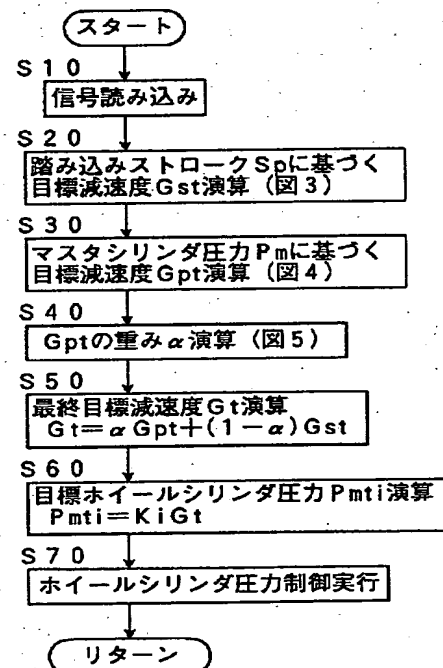 スタート
S10
信号読み込み
S20
踏み込みストロークSpに基づく
目標減速度Gst演算(図3)
S30
マスタシリンダ圧力Pmに基づく
目標減速度Gpt演算(図4)
S40
Gptの重みα演算(図5)
S50
最終目標減速度Gt演算
Gt=αGpt+(1-α)Gst
S60
目標ホイールシリンダ圧力Pmti演算
Pmti=KiGt
S70
ホイールシリンダ圧力制御実行
リターン